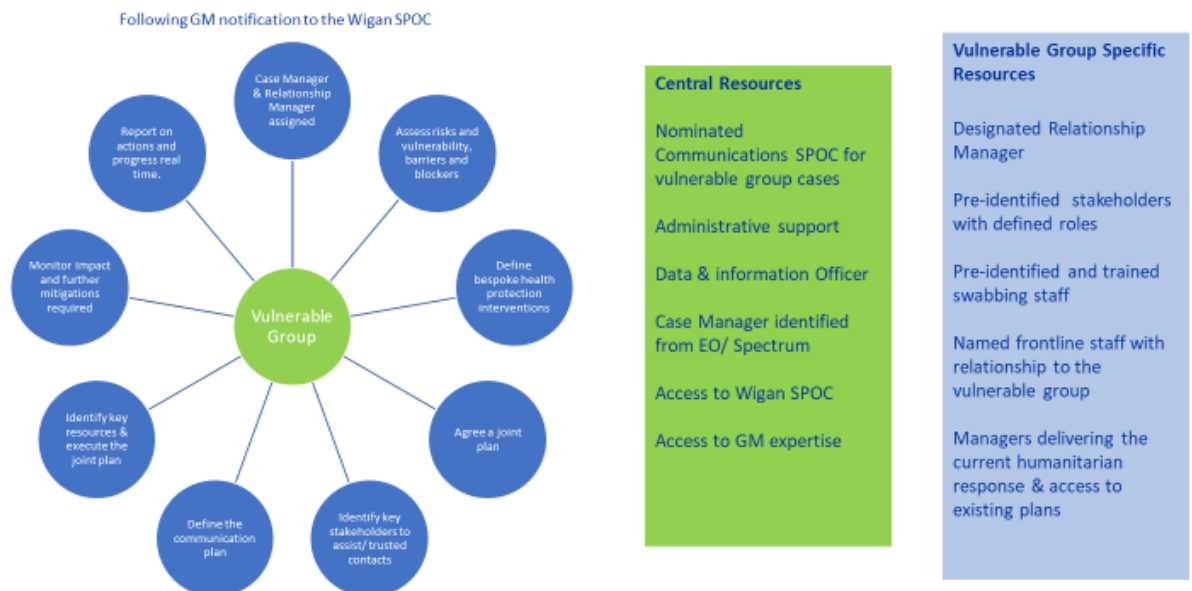 Following GM notification to the Wigan SPOC
Case Manager
& Relationship
Manager
assigned
Assess risks and
vulnerability,
barriers and
blockers
Define
bespoke health
protection
interventions
Agree a joint
plan
Identify key
stakeholders to
assist/ trusted
contacts
Define the
communication
plan
Identify key
resources &
execute the
joint plan
Monitor impact
and further
mitigations
required
Report on
actions and
progress real
time.
Vulnerable
Group
Central Resources
Nominated
Communications SPOC for
vulnerable group cases
Administrative support
Data & information Officer
Case Manager identified
from EO/ Spectrum
Access to Wigan SPOC
Access to GM expertise
Vulnerable Group Specific
Resources
Designated Relationship
Manager
Pre-identified stakeholders
with defined roles
Pre-identified and trained
swabbing staff
Named frontline staff with
relationship to the
vulnerable group
Managers delivering the
current humanitarian
response & access to
existing plans